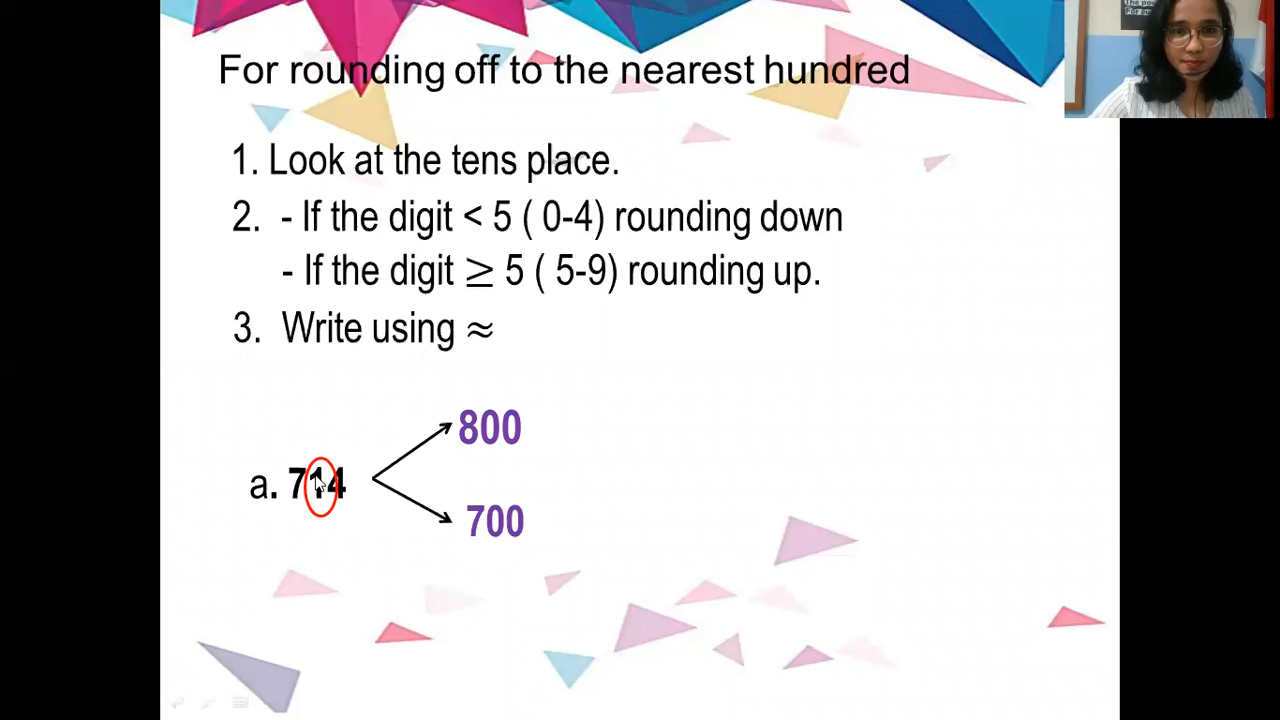 For rounding off to the nearest hundred
1. Look at the tens place.
2. - If the digit < 5 ( 0-4) rounding down
- If the digit ≥ 5 ( 5-9) rounding up.
3. Write using ≈
800
a. 714
700